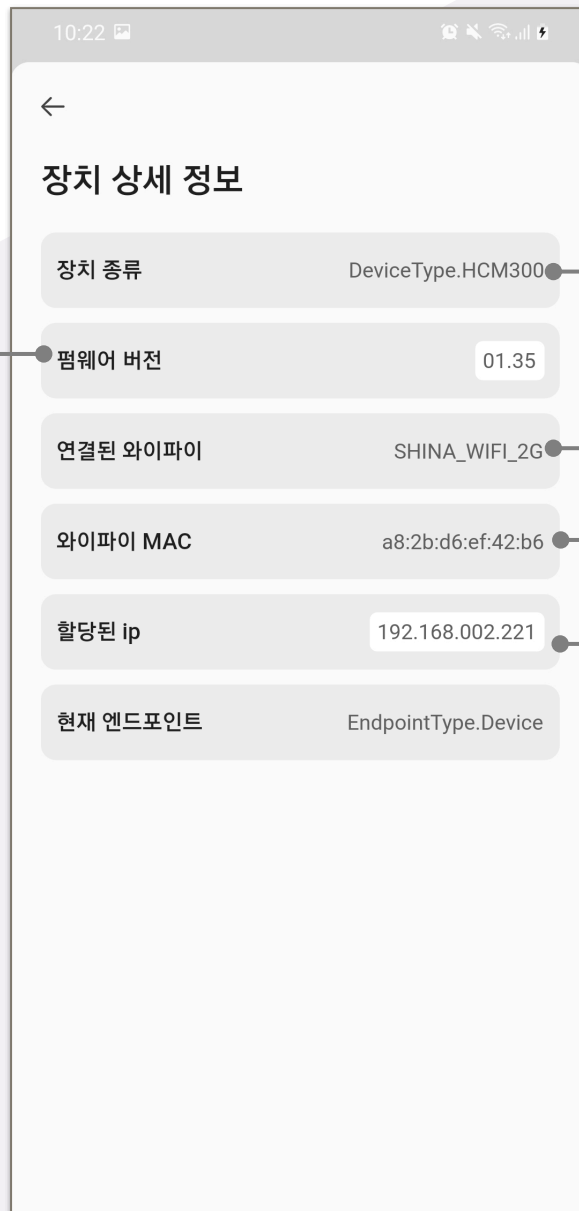 10:22
장치 상세 정보
장치 종류 DeviceType.HCM300
펌웨어 버전 01.35
연결된 와이파이 SHINA_WIFI_2G
와이파이 MAC a8:2b:d6:ef:42:b6
할당된 ip 192.168.002.221
현재 엔드포인트 EndpointType.Device